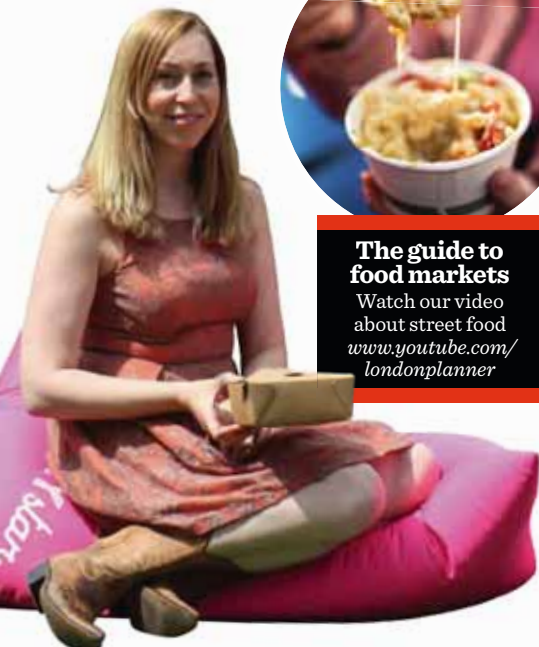 The guide to
food markets
Watch our video
about street food
www.youtube.com/
londonplanner